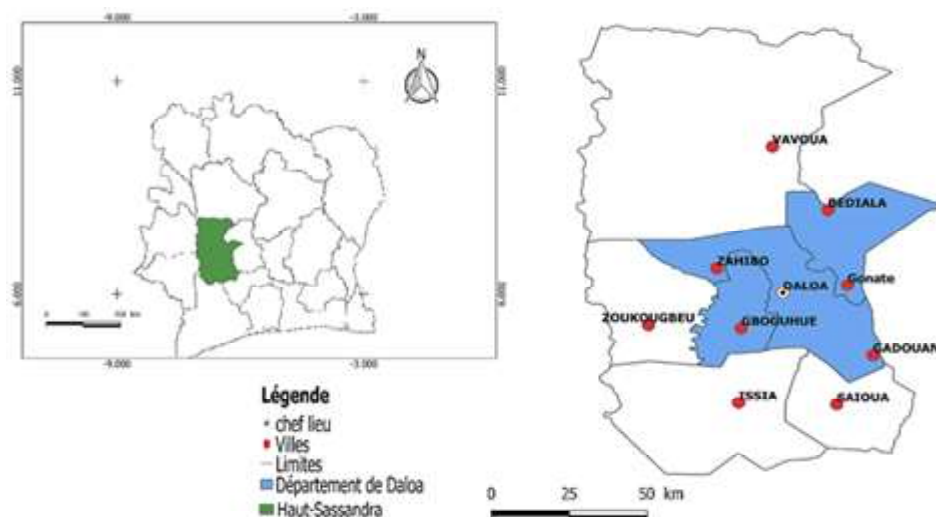 -9.000
-3.000
N
11.000
11.000
6.000
6.000
-9.000
-3.000
VAVOUA
BEDIALA
ZAHIBO
DALOA
Gonate
ZOUKOUGBEU
GBOGUHUE
GADOUAN
ISSIA
SAIOUA
Légende
chef lieu
Villes
Limites
Département de Daloa
Haut-Sassandra
0 25 50 km